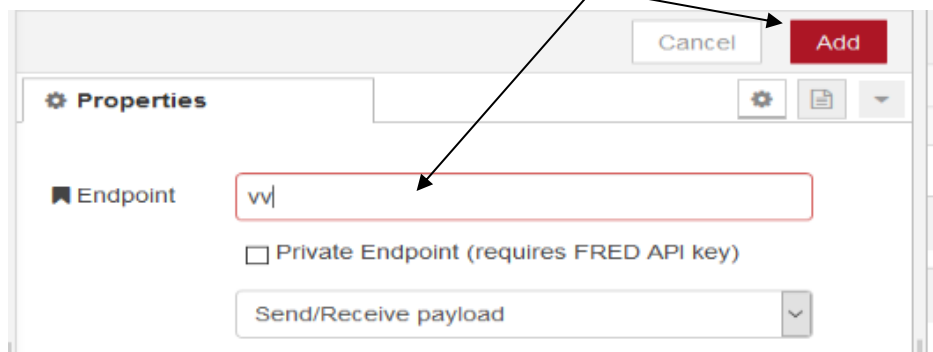 Cancel Add
Properties
Endpoint vv
Private Endpoint (requires FRED API key)
Send/Receive payload